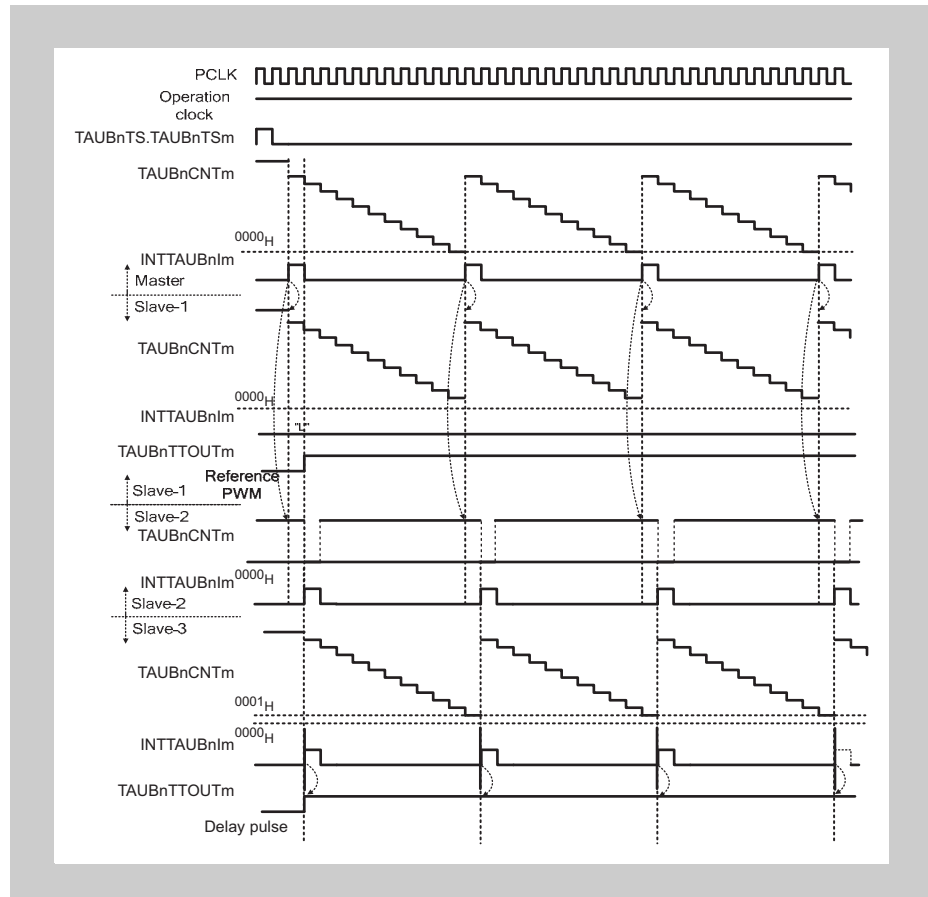 PCLK
Operation
clock
TAUBnTS.TAUBnTSm
TAUBnCNTm
0000H
INTTAUBnIm
Master
Slave-1
TAUBnCNTm
0000H
INTTAUBnIm
"L"
TAUBnTTOUTm
Reference
PWM
Slave-1
Slave-2
TAUBnCNTm
0000H
INTTAUBnIm
Slave-2
Slave-3
TAUBnCNTm
0001H
0000H
INTTAUBnIm
TAUBnTTOUTm
Delay pulse